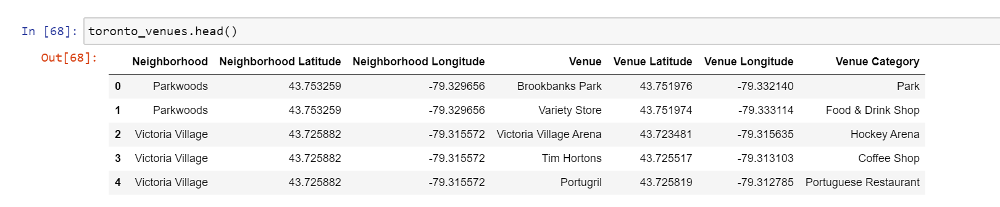 In [68]: toronto_venues.head()
Out[68]:
Neighborhood Neighborhood Latitude Neighborhood Longitude Venue Venue Latitude Venue Longitude Venue Category
0 Parkwoods 43.753259 -79.329656 Brookbanks Park 43.751976 -79.332140 Park
1 Parkwoods 43.753259 -79.329656 Variety Store 43.751974 -79.333114 Food & Drink Shop
2 Victoria Village 43.725882 -79.315572 Victoria Village Arena 43.723481 -79.315635 Hockey Arena
3 Victoria Village 43.725882 -79.315572 Tim Hortons 43.725517 -79.313103 Coffee Shop
4 Victoria Village 43.725882 -79.315572 Portugril 43.725819 -79.312785 Portuguese Restaurant